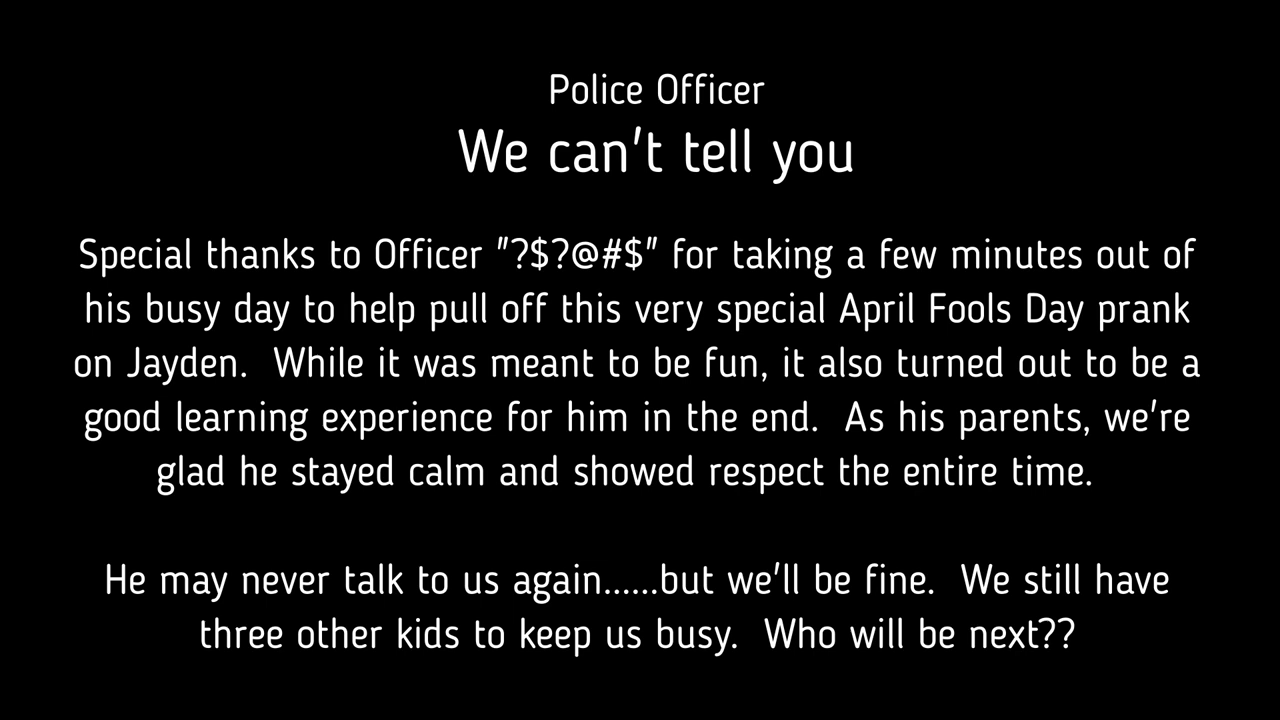 Police Officer
We can't tell you
Special thanks to Officer "?$?@#$" for taking a few minutes out of
his busy day to help pull off this very special April Fools Day prank
on Jayden.  While it was meant to be fun, it also turned out to be a
good learning experience for him in the end.  As his parents, we're
glad he stayed calm and showed respect the entire time.
He may never talk to us again......but we'll be fine.  We still have
three other kids to keep us busy.  Who will be next??